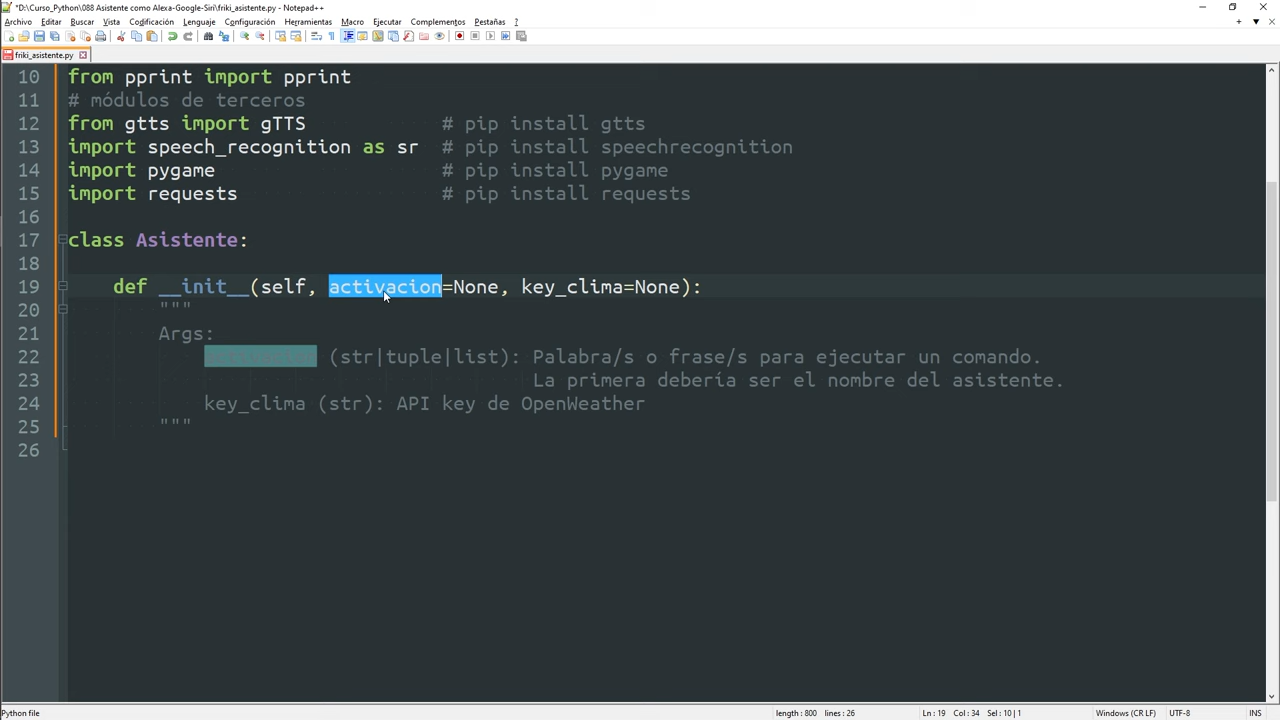 *D:\Curso_Python\088 Asistente como Alexa-Google-Siri\friki_asistente.py - Notepad++
Archivo Editar Buscar Vista Codificación Lenguaje Configuración Herramientas Macro Ejecutar Complementos Pestañas ?
friki_asistente.py
10 from pprint import pprint
11 # módulos de terceros
12 from gtts import gTTS # pip install gtts
13 import speech_recognition as sr # pip install speechrecognition
14 import pygame # pip install pygame
15 import requests # pip install requests
16
17 class Asistente:
18
19 def __init__(self, activacion=None, key_clima=None):
20 """
21 Args:
22 activacion (str|tuple|list): Palabra/s o frase/s para ejecutar un comando.
23 La primera debería ser el nombre del asistente.
24 key_clima (str): API key de OpenWeather
25 """
26
Python file length : 800 lines : 26 Ln : 19 Col : 34 Sel : 10 | 1 Windows (CR LF) UTF-8 INS